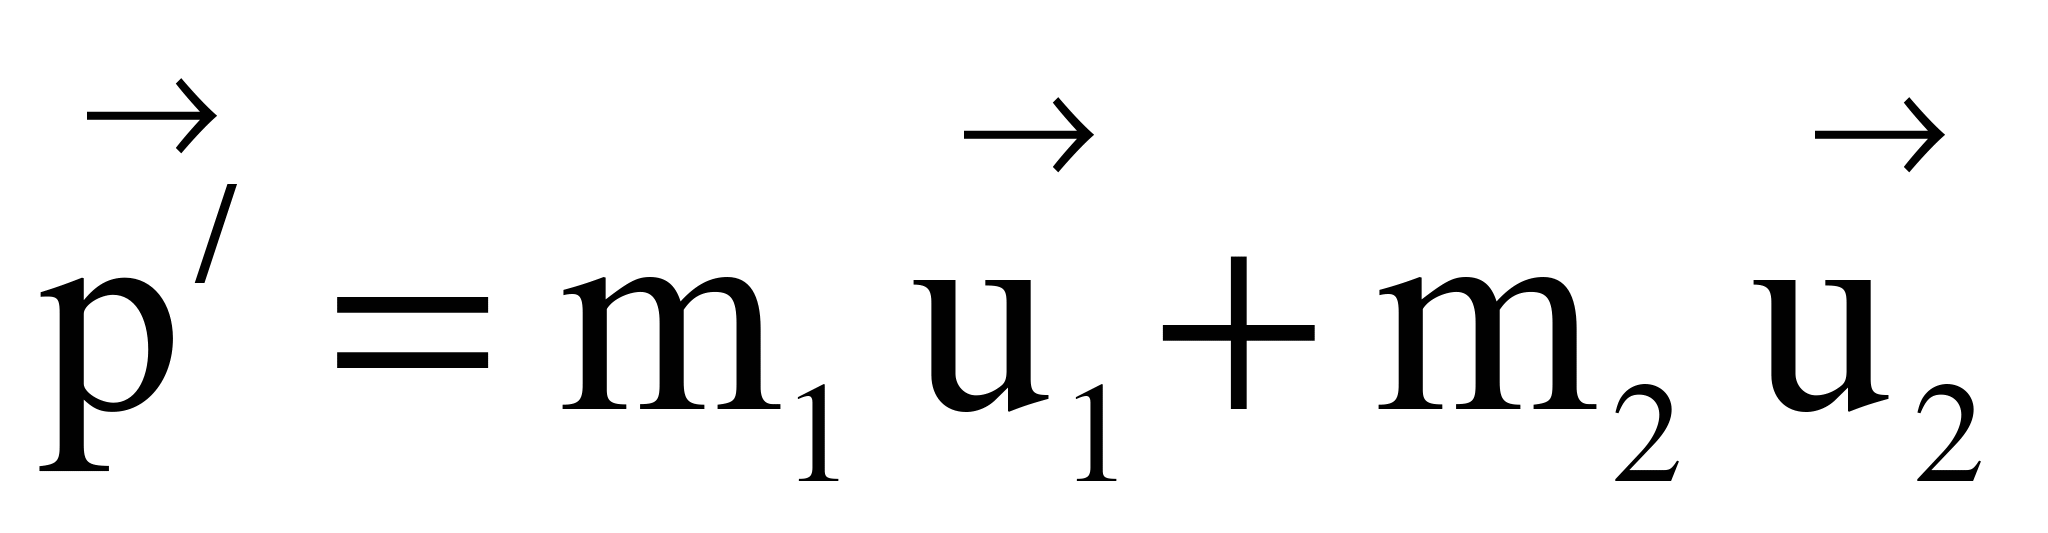 p⃗′ = m₁ u⃗₁ + m₂ u⃗₂